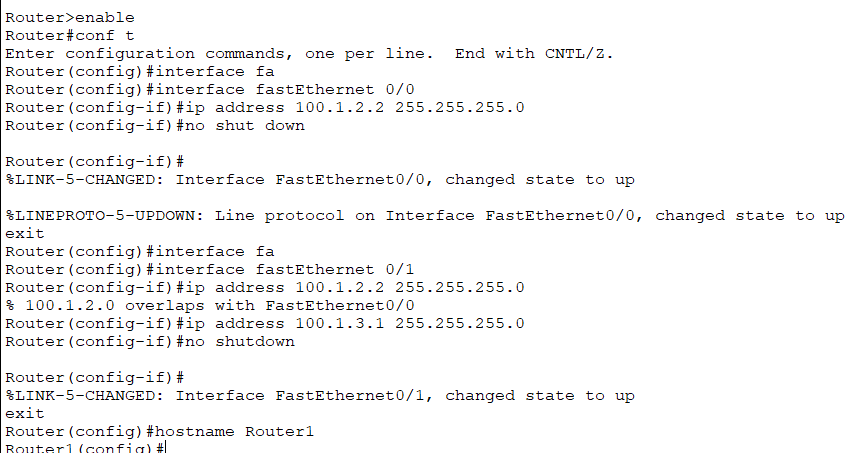 Router>enable
Router#conf t
Enter configuration commands, one per line.  End with CNTL/Z.
Router(config)#interface fa
Router(config)#interface fastEthernet 0/0
Router(config-if)#ip address 100.1.2.2 255.255.255.0
Router(config-if)#no shut down
Router(config-if)#
%LINK-5-CHANGED: Interface FastEthernet0/0, changed state to up
%LINEPROTO-5-UPDOWN: Line protocol on Interface FastEthernet0/0, changed state to up
exit
Router(config)#interface fa
Router(config)#interface fastEthernet 0/1
Router(config-if)#ip address 100.1.2.2 255.255.255.0
% 100.1.2.0 overlaps with FastEthernet0/0
Router(config-if)#ip address 100.1.3.1 255.255.255.0
Router(config-if)#no shutdown
Router(config-if)#
%LINK-5-CHANGED: Interface FastEthernet0/1, changed state to up
exit
Router(config)#hostname Router1
Router1(config)#